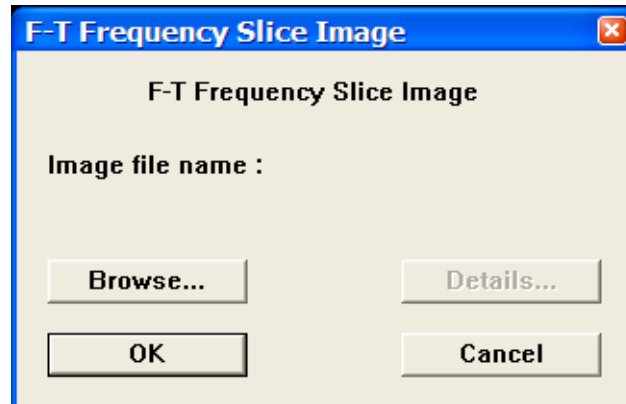 F-T Frequency Slice Image
F-T Frequency Slice Image
Image file name :
Browse... Details...
OK Cancel